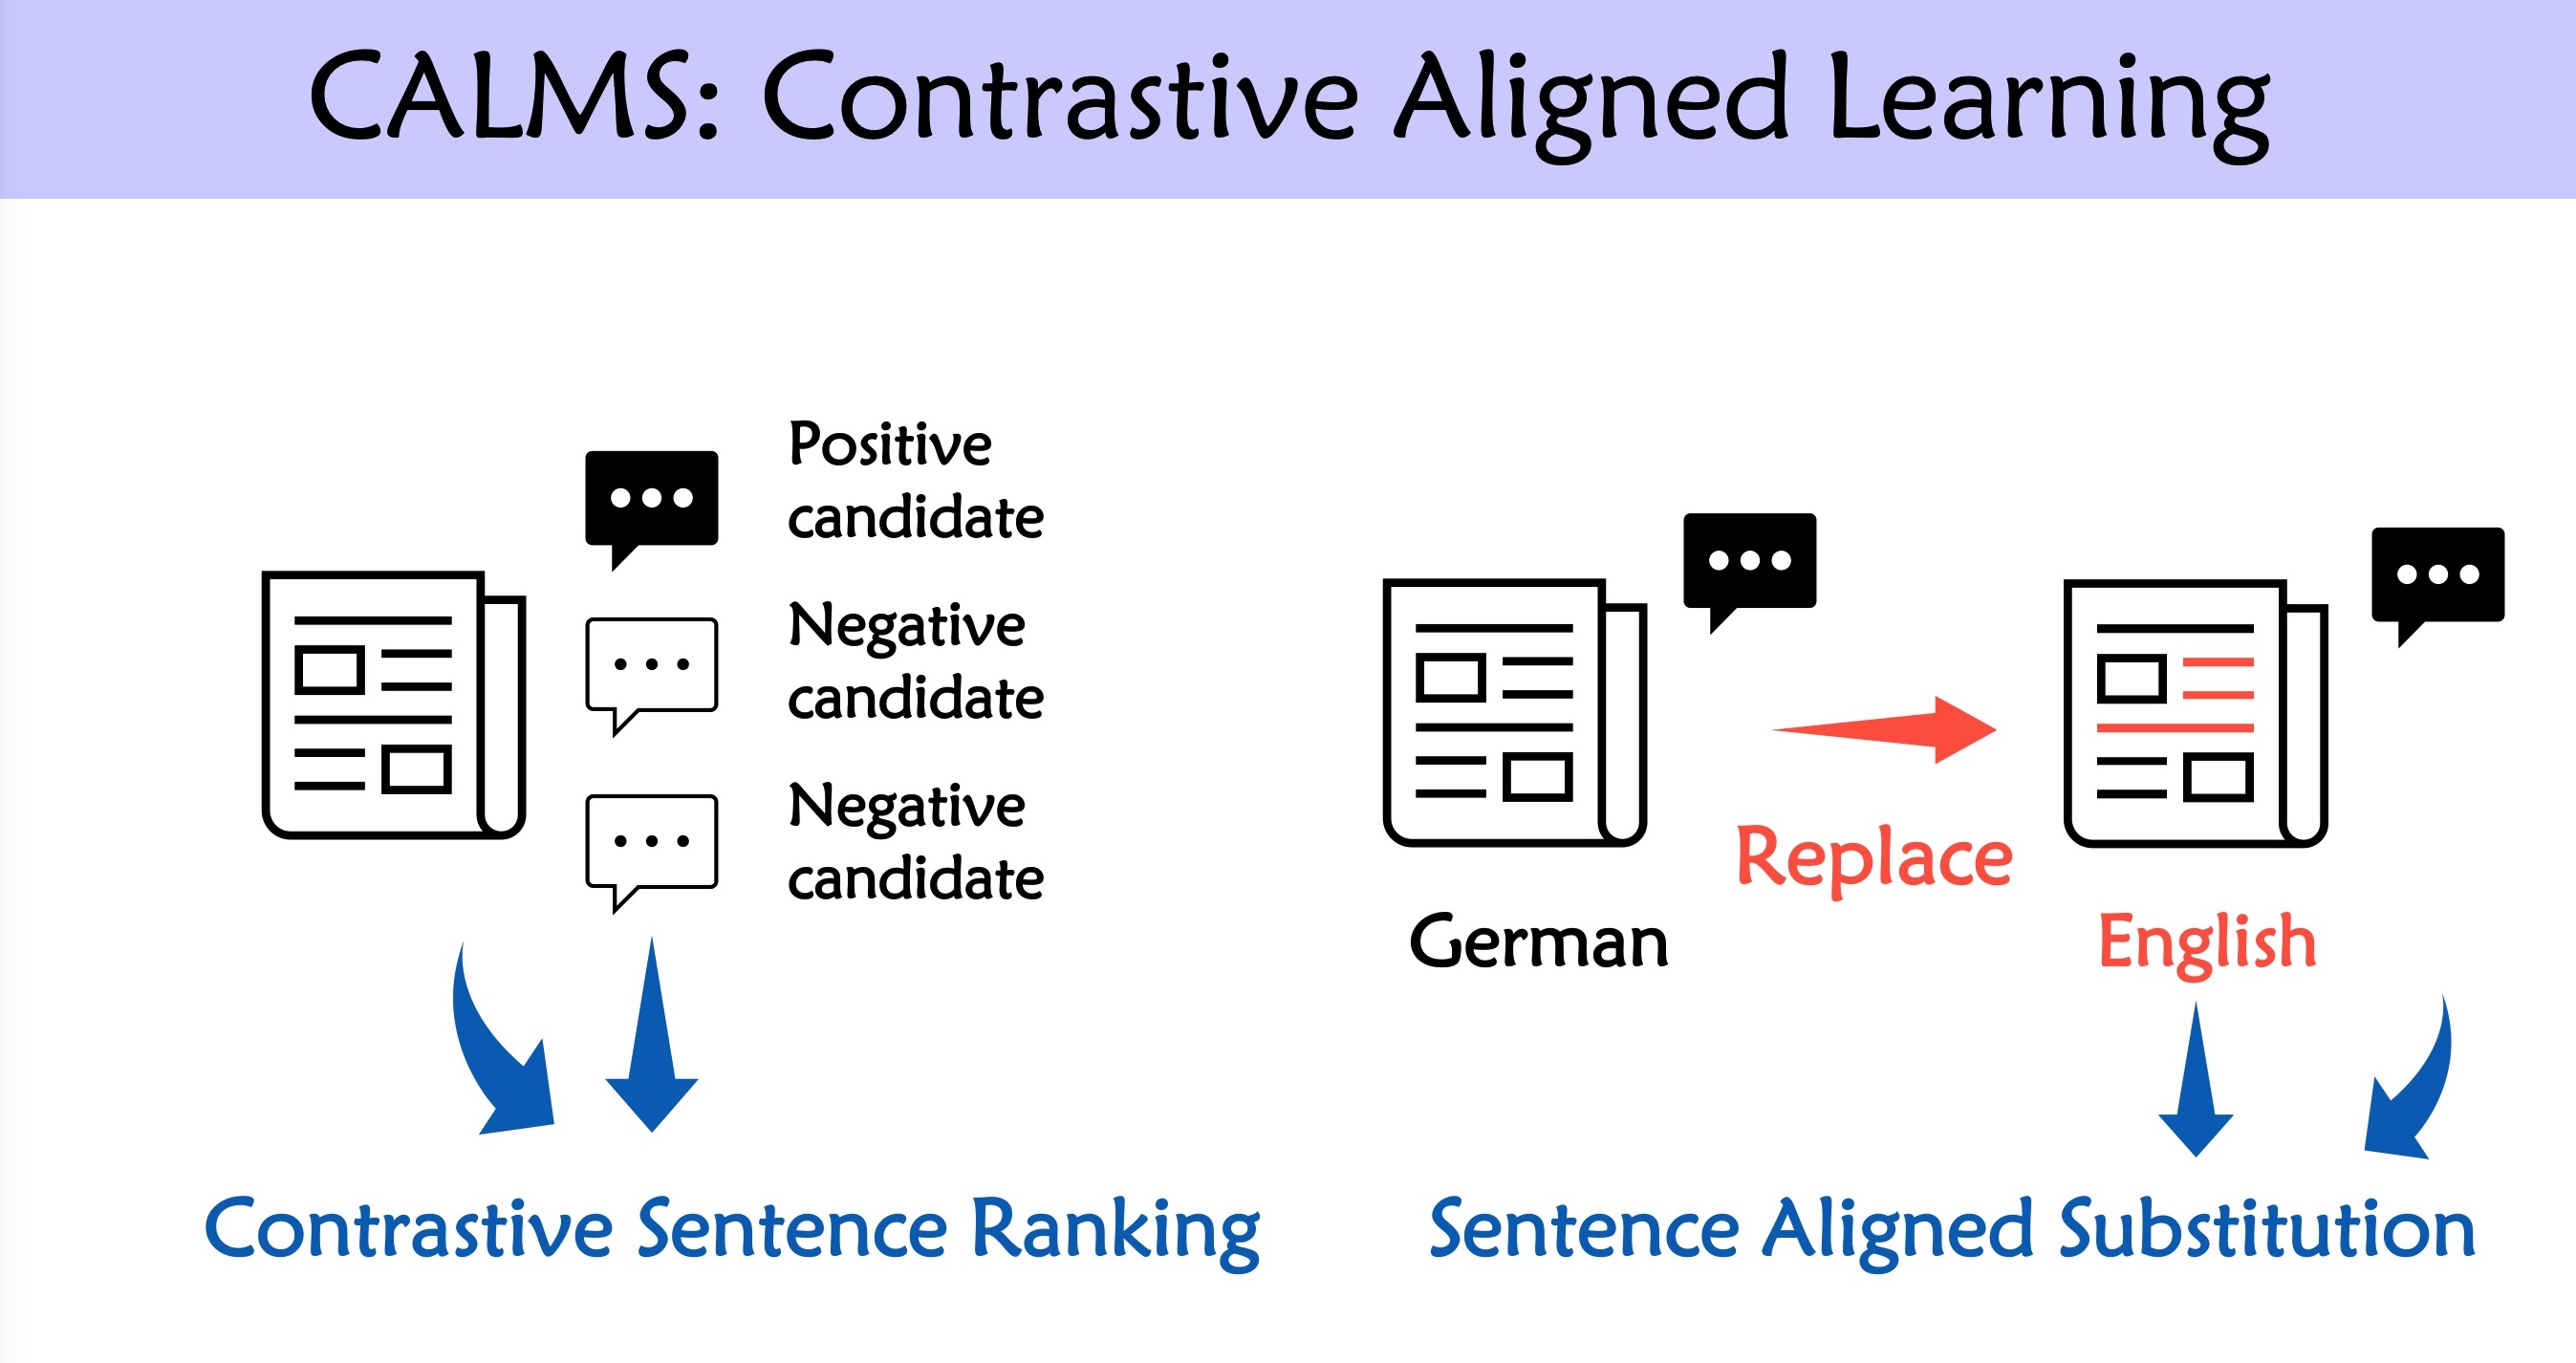 CALMS: Contrastive Aligned Learning
Positive
candidate
Negative
candidate
Negative
candidate
Contrastive Sentence Ranking
German
Replace
English
Sentence Aligned Substitution